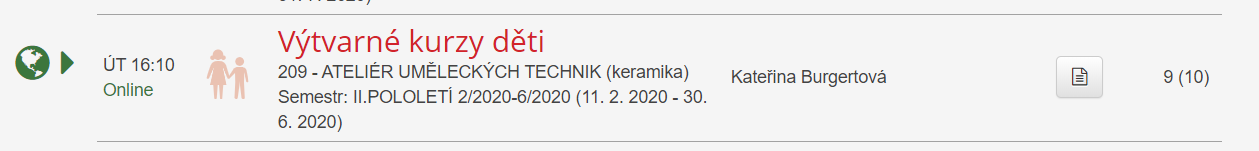 ÚT 16:10
Online
Výtvarné kurzy děti
209 - ATELIÉR UMĚLECKÝCH TECHNIK (keramika)
Semestr: II.POLOLETÍ 2/2020-6/2020 (11. 2. 2020 - 30.
6. 2020)
Kateřina Burgertová
9 (10)